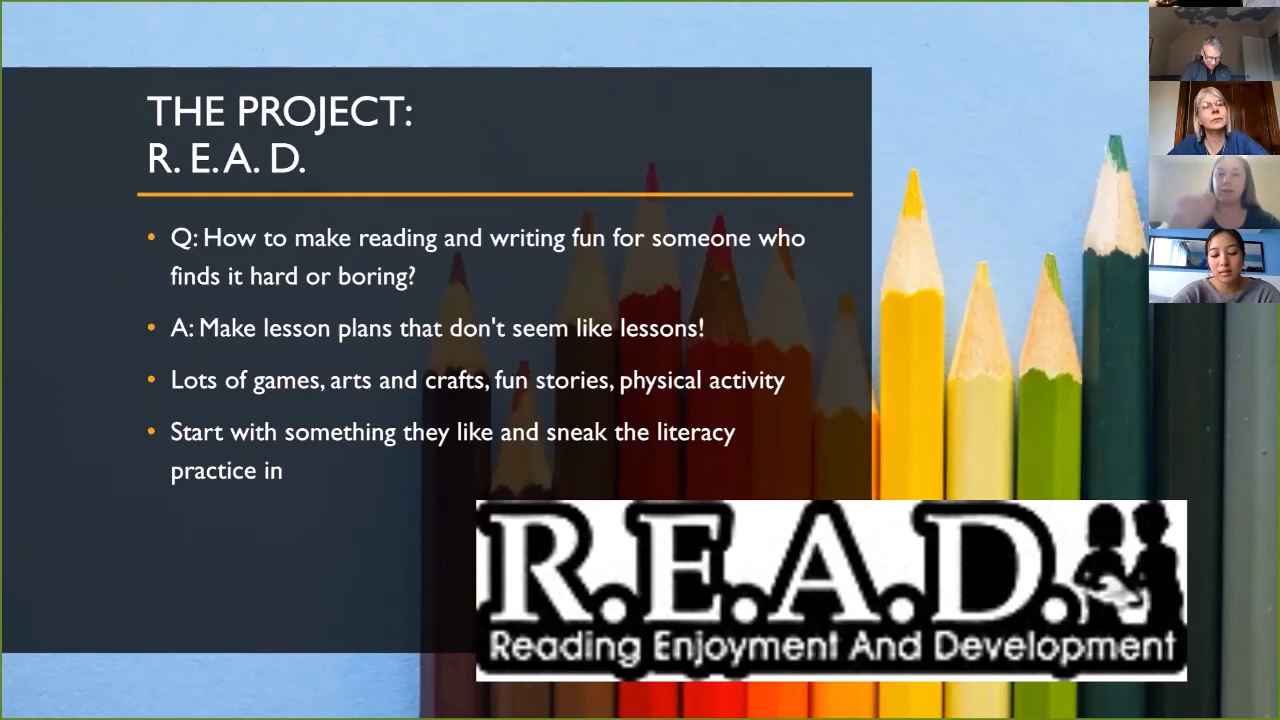 THE PROJECT:
R. E. A. D.
• Q: How to make reading and writing fun for someone who
finds it hard or boring?
• A: Make lesson plans that don't seem like lessons!
• Lots of games, arts and crafts, fun stories, physical activity
• Start with something they like and sneak the literacy
practice in
R.E.A.D.
Reading Enjoyment And Development